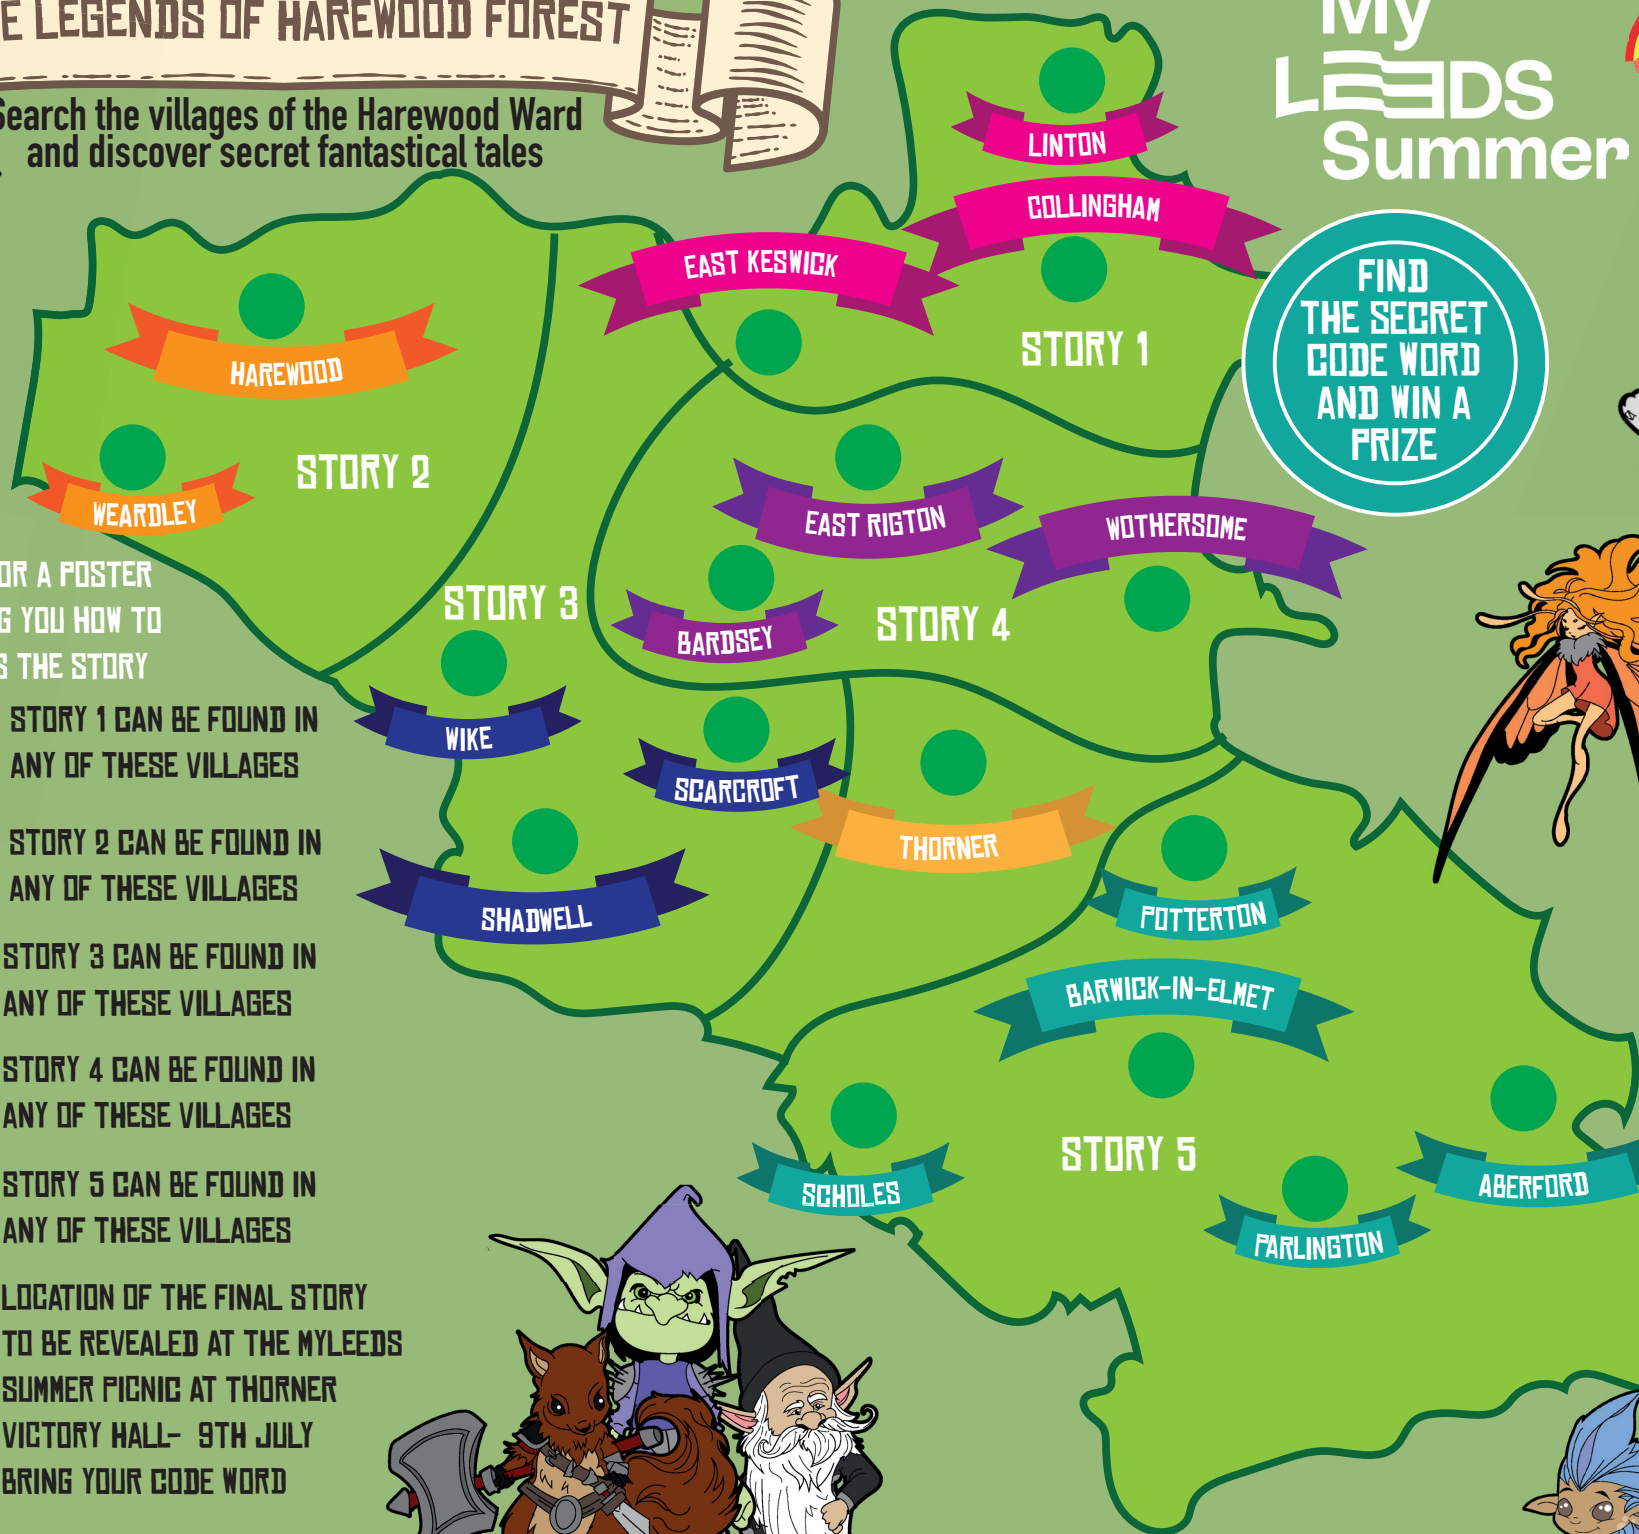 E LEGENDS OF HAREWOOD FOREST
Search the villages of the Harewood Ward
and discover secret fantastical tales
My
LEEDS
Summer
FIND
THE SECRET
CODE WORD
AND WIN A
PRIZE
LINTON
COLLINGHAM
EAST KESWICK
STORY 1
HAREWOOD
STORY 2
WEARDLEY
EAST RIGTON
WOTHERSOME
STORY 3
BARDSEY
STORY 4
WIKE
SCARCROFT
THORNER
SHADWELL
POTTERTON
BARWICK-IN-ELMET
SCHOLES
STORY 5
ABERFORD
PARLINGTON
OR A POSTER
G YOU HOW TO
S THE STORY
STORY 1 CAN BE FOUND IN
ANY OF THESE VILLAGES
STORY 2 CAN BE FOUND IN
ANY OF THESE VILLAGES
STORY 3 CAN BE FOUND IN
ANY OF THESE VILLAGES
STORY 4 CAN BE FOUND IN
ANY OF THESE VILLAGES
STORY 5 CAN BE FOUND IN
ANY OF THESE VILLAGES
LOCATION OF THE FINAL STORY
TO BE REVEALED AT THE MYLEEDS
SUMMER PICNIC AT THORNER
VICTORY HALL- 9TH JULY
BRING YOUR CODE WORD